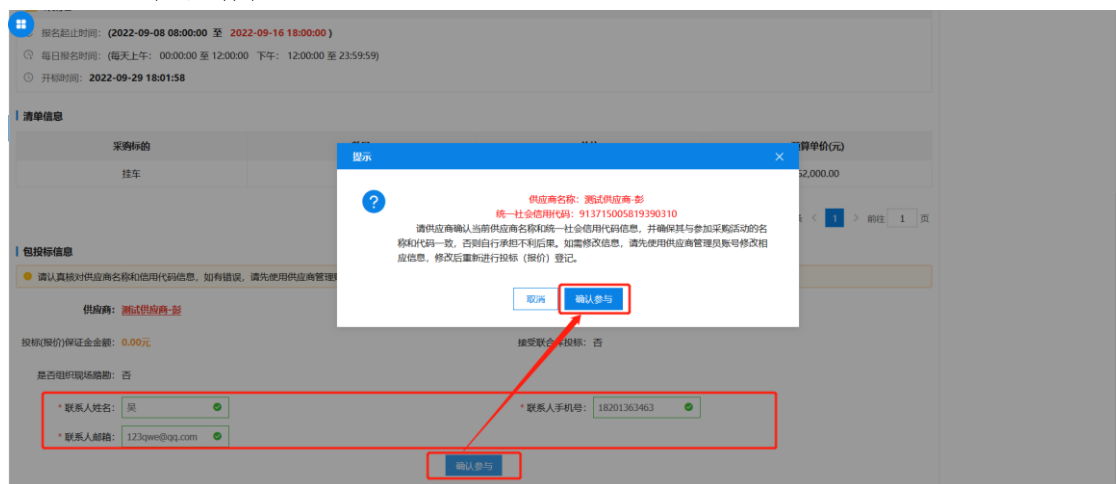 报名起止时间: (2022-09-08 08:00:00 至 2022-09-16 18:00:00 )
每日报名时间: (每天上午: 00:00:00 至 12:00:00 下午: 12:00:00 至 23:59:59)
开标时间: 2022-09-29 18:01:58
清单信息
采购标的
算单价(元)
提示
挂车
2,000.00
供应商名称: 测试供应商-彭
统一社会信用代码: 913715005819390310
请供应商确认当前供应商名称和统一社会信用代码信息, 并确保其与参加采购活动的名
称和代码一致, 否则自行承担不利后果。如需修改信息, 请先使用供应商管理员账号修改相
应信息, 修改后重新进行投标 (报价) 登记。
< 1 > 前往 1 页
包投标信息
请认真核对供应商名称和信用代码信息, 如有错误, 请先使用供应商管理
取消 确认参与
供应商: 测试供应商-彭
投标(报价)保证金金额: 0.00元
接受联合体投标: 否
是否组织现场踏勘: 否
* 联系人姓名: 吴
* 联系人手机号: 18201363463
* 联系人邮箱: 123qwe@qq.com
确认参与